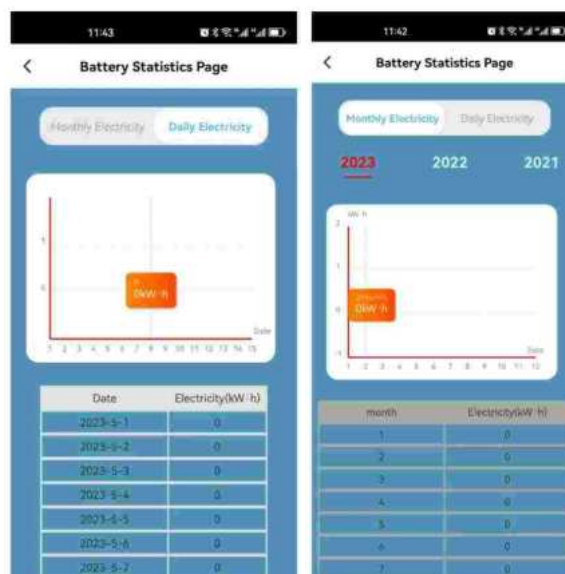 11:43
Battery Statistics Page
Monthly Electricity Daily Electricity
1
0
0kW·h
Date
1 2 3 4 5 6 7 8 9 10 11 12 13 14 15
Date Electricity(kW·h)
2023-5-1 0
2023-5-2 0
2023-5-3 0
2023-5-4 0
2023-5-5 0
2023-5-6 0
2023-5-7 0
11:42
Battery Statistics Page
Monthly Electricity Daily Electricity
2023 2022 2021
kW·h
2
1
0
0kW·h
-1
Date
1 2 3 4 5 6 7 8 9 10 11 12
month Electricity(kW·h)
1 0
2 0
3 0
4 0
5 0
6 0
7 0